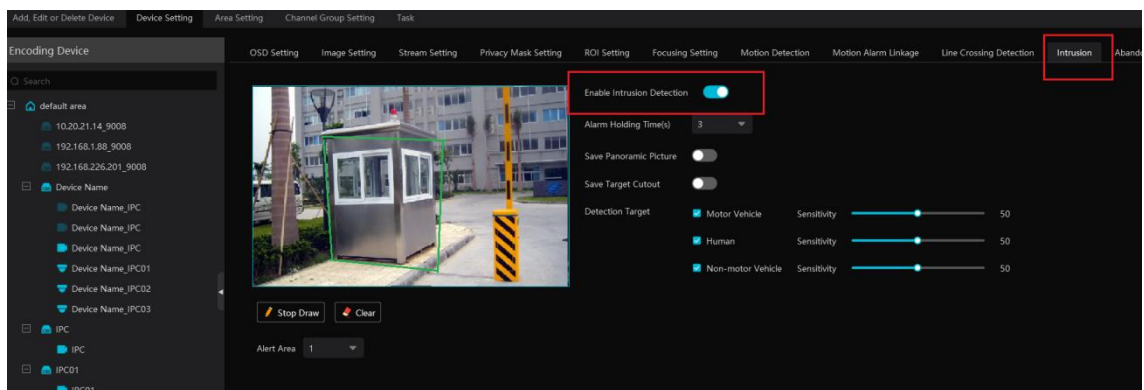 Add, Edit or Delete Device Device Setting Area Setting Channel Group Setting Task
Encoding Device
OSD Setting Image Setting Stream Setting Privacy Mask Setting ROI Setting Focusing Setting Motion Detection Motion Alarm Linkage Line Crossing Detection Intrusion Aband
Search
default area
10.20.21.14_9008
192.168.1.88_9008
192.168.226.201_9008
Device Name
Device Name_IPC
Device Name_IPC
Device Name_IPC
Device Name_IPC01
Device Name_IPC02
Device Name_IPC03
IPC
IPC
IPC01
IPC01
Enable Intrusion Detection
Alarm Holding Time(s) 3
Save Panoramic Picture
Save Target Cutout
Detection Target Motor Vehicle Sensitivity 50
Human Sensitivity 50
Non-motor Vehicle Sensitivity 50
Stop Draw Clear
Alert Area 1